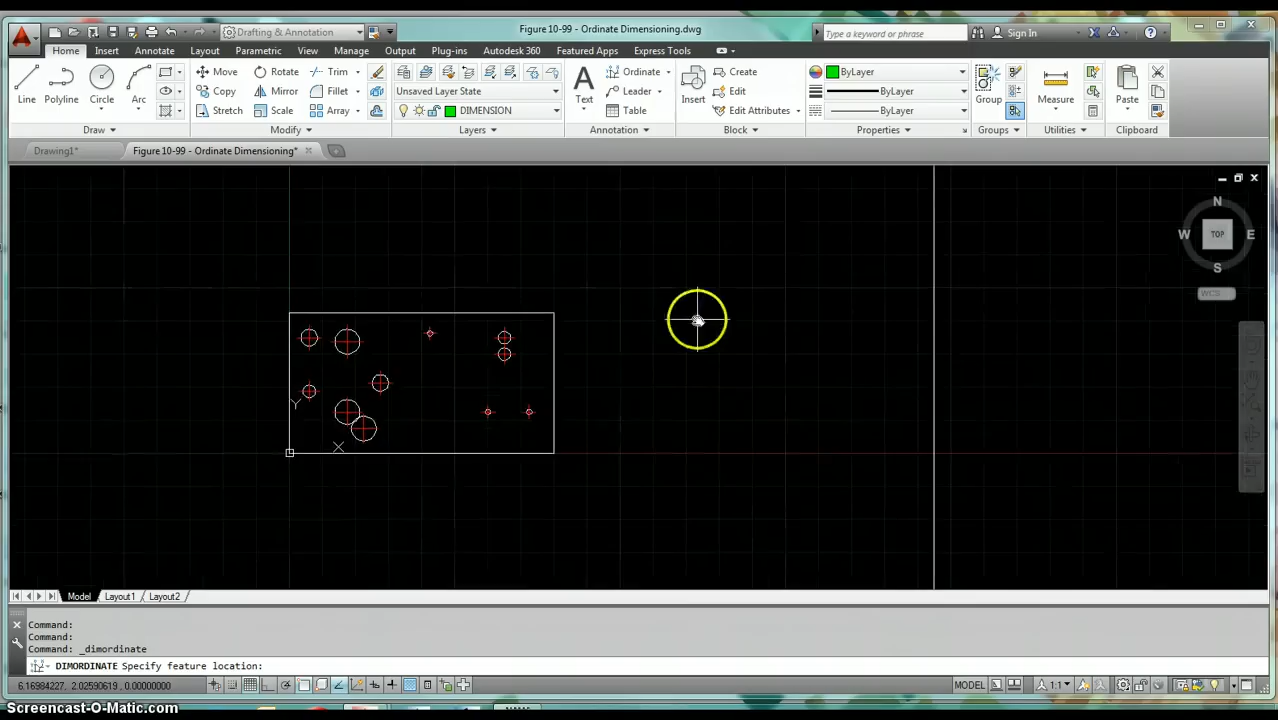 Drafting & Annotation
Figure 10-99 - Ordinate Dimensioning.dwg
Type a keyword or phrase
Sign In
Home Insert Annotate Layout Parametric View Manage Output Plug-ins Autodesk 360 Featured Apps Express Tools
Line Polyline Circle Arc
Move Rotate Trim
Copy Mirror Fillet
Stretch Scale Array
Unsaved Layer State
DIMENSION
Text
Ordinate
Leader
Table
Insert
Create
Edit
Edit Attributes
ByLayer
ByLayer
ByLayer
Group
Measure
Paste
Draw Modify Layers Annotation Block Properties Groups Utilities Clipboard
Drawing1* Figure 10-99 - Ordinate Dimensioning*
N
W TOP E
S
WCS
Y
X
Model Layout1 Layout2
Command:
Command:
Command: _dimordinate
DIMORDINATE Specify feature location:
6.16984227, 2.02590619, 0.00000000
MODEL
1:1
Screencast-O-Matic.com